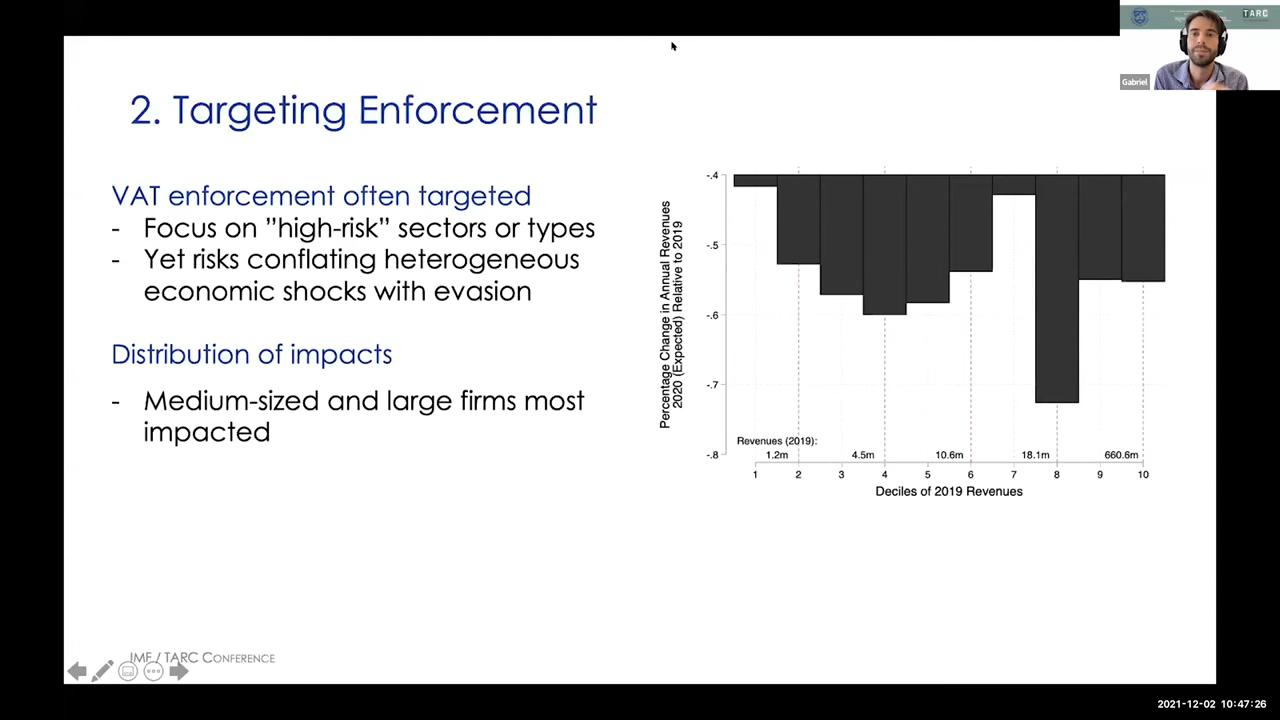 TARC
Gabriel
2. Targeting Enforcement
VAT enforcement often targeted
- Focus on ”high-risk” sectors or types
- Yet risks conflating heterogeneous
economic shocks with evasion
Distribution of impacts
- Medium-sized and large firms most
impacted
Percentage Change in Annual Revenues
2020 (Expected) Relative to 2019
-.4
-.5
-.6
-.7
-.8
Revenues (2019):
1.2m 4.5m 10.6m 18.1m 660.6m
1 2 3 4 5 6 7 8 9 10
Deciles of 2019 Revenues
IMF / TARC Conference
2021-12-02 10:47:26